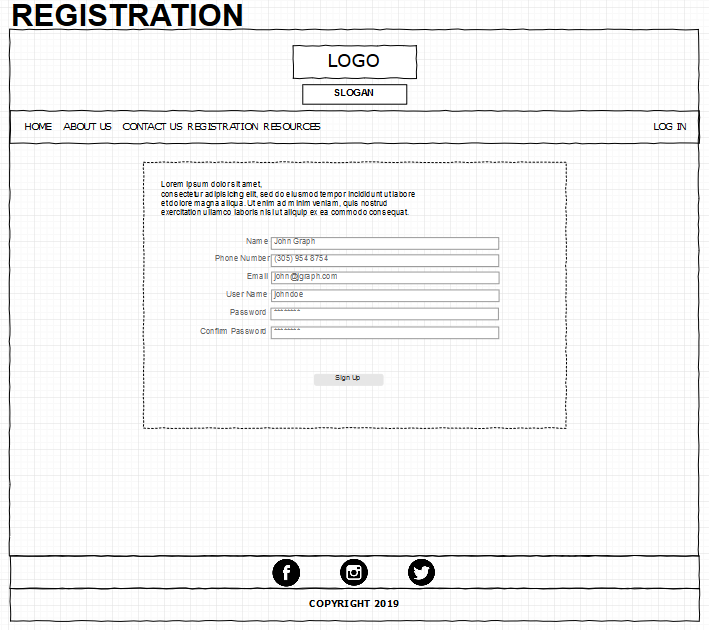 REGISTRATION
LOGO
SLOGAN
HOME ABOUT US CONTACT US REGISTRATION RESOURCES LOG IN
Lorem ipsum dolor sit amet,
consectetur adipisicing elit, sed do eiusmod tempor incididunt ut labore
et dolore magna aliqua. Ut enim ad minim veniam, quis nostrud
exercitation ullamco laboris nisi ut aliquip ex ea commodo consequat.
Name John Graph
Phone Number (305) 954 8754
Email john@jgraph.com
User Name johndoe
Password ********
Confirm Password ********
Sign Up
COPYRIGHT 2019